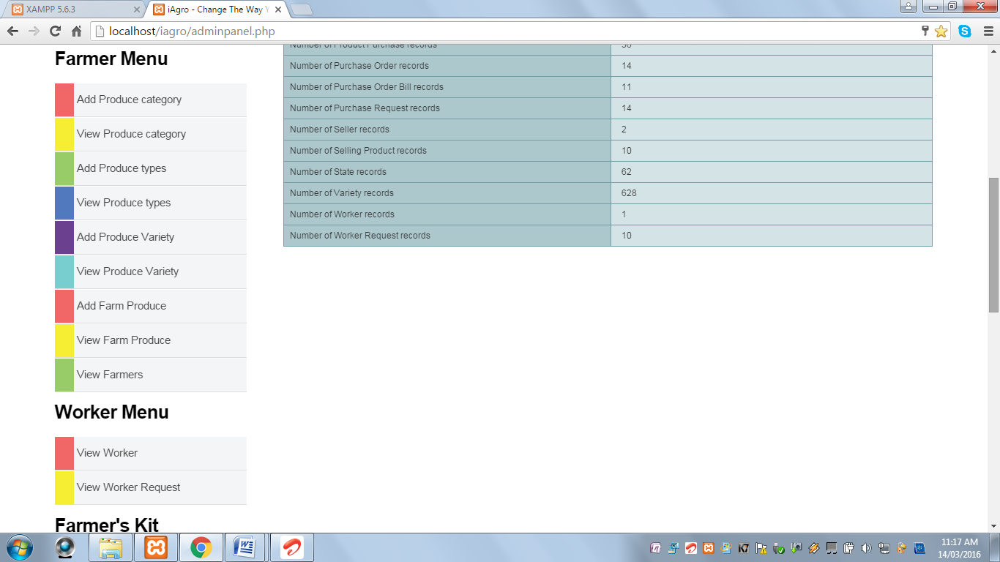 XAMPP 5.6.3
iAgro - Change The Way Y
localhost/iagro/adminpanel.php
Farmer Menu
Add Produce category
View Produce category
Add Produce types
View Produce types
Add Produce Variety
View Produce Variety
Add Farm Produce
View Farm Produce
View Farmers
Worker Menu
View Worker
View Worker Request
Farmer's Kit
Number of Product Purchase records
Number of Purchase Order records 14
Number of Purchase Order Bill records 11
Number of Purchase Request records 14
Number of Seller records 2
Number of Selling Product records 10
Number of State records 62
Number of Variety records 628
Number of Worker records 1
Number of Worker Request records 10
K7
11:17 AM
14/03/2016